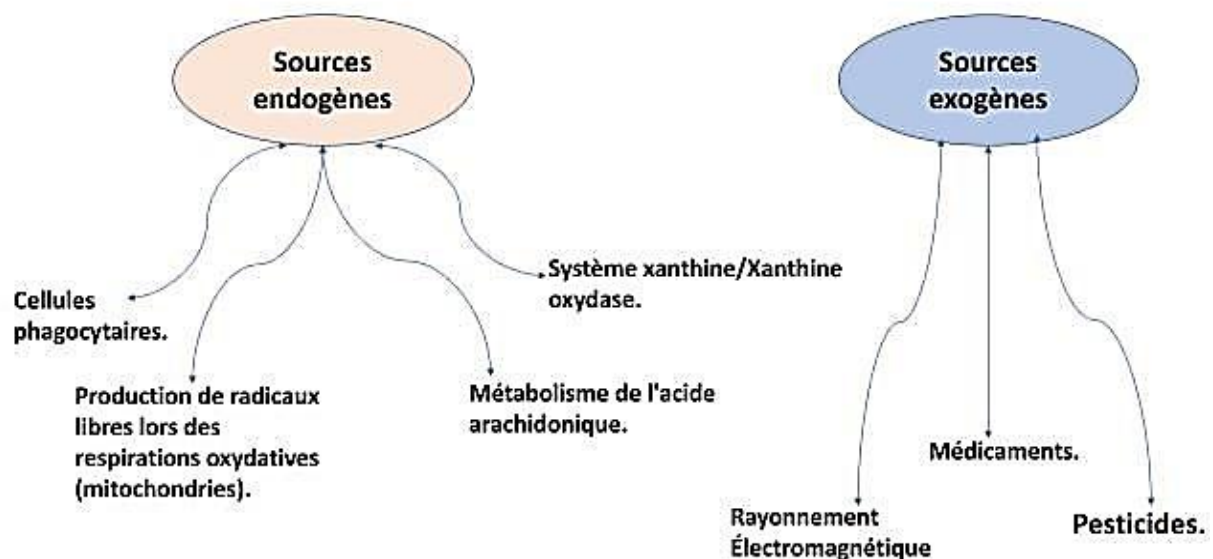 Sources
endogènes
Sources
exogènes
Cellules
phagocytaires.
Production de radicaux
libres lors des
respirations oxydatives
(mitochondries).
Métabolisme de l'acide
arachidonique.
Système xanthine/Xanthine
oxydase.
Rayonnement
Électromagnétique
Médicaments.
Pesticides.